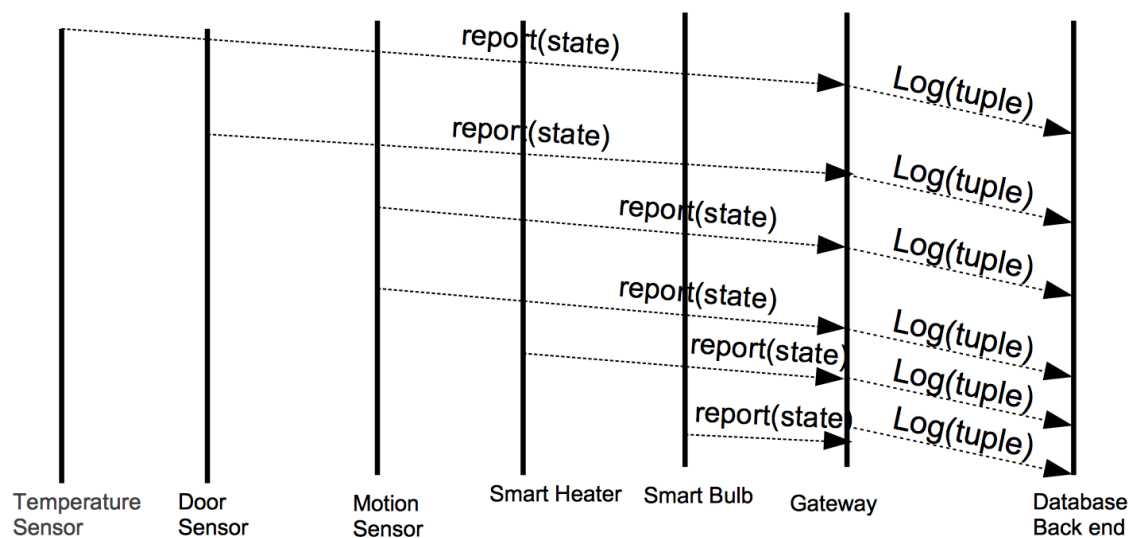 report(state)
Log(tuple)
report(state)
Log(tuple)
report(state)
Log(tuple)
report(state)
Log(tuple)
report(state)
Log(tuple)
report(state)
Log(tuple)
Temperature
Sensor
Door
Sensor
Motion
Sensor
Smart Heater
Smart Bulb
Gateway
Database
Back end